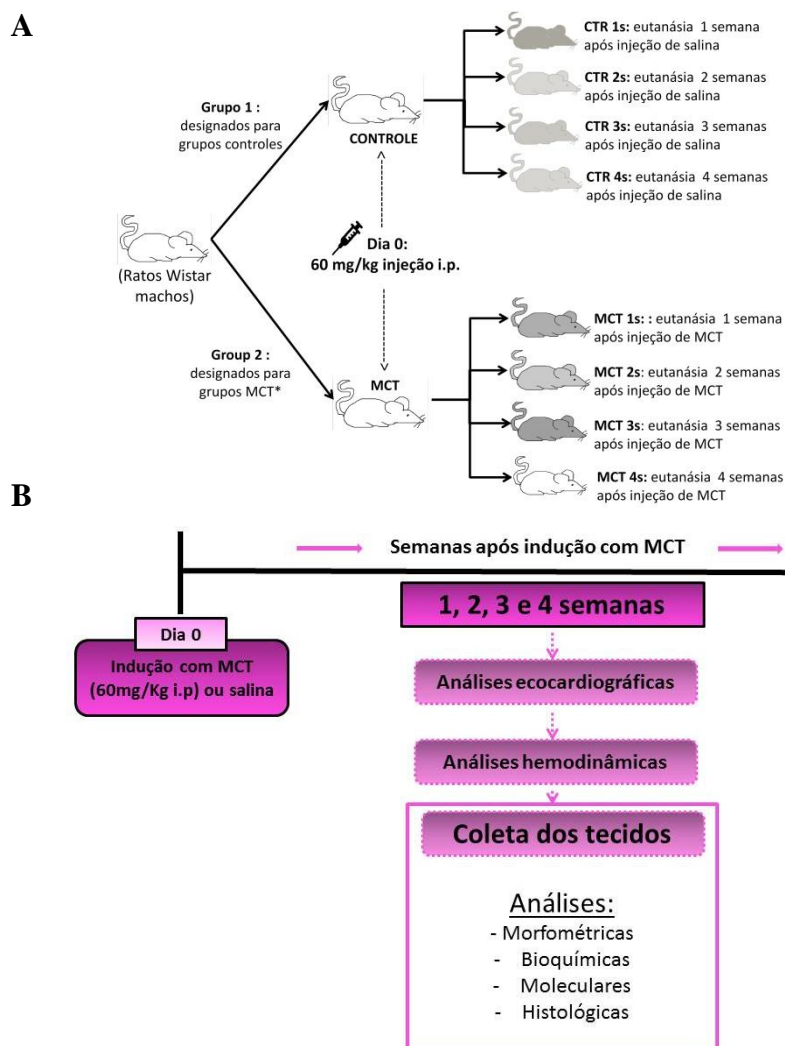 A
Grupo 1 :
designados para
grupos controles
CONTROLE
CTR 1s: eutanásia 1 semana
após injeção de salina
CTR 2s: eutanásia 2 semanas
após injeção de salina
CTR 3s: eutanásia 3 semanas
após injeção de salina
CTR 4s: eutanásia 4 semanas
após injeção de salina
(Ratos Wistar
machos)
Dia 0:
60 mg/kg injeção i.p.
Group 2 :
designados para
grupos MCT*
MCT
MCT 1s: : eutanásia 1 semana
após injeção de MCT
MCT 2s: eutanásia 2 semanas
após injeção de MCT
MCT 3s: eutanásia 3 semanas
após injeção de MCT
MCT 4s: eutanásia 4 semanas
após injeção de MCT
B
Semanas após indução com MCT
1, 2, 3 e 4 semanas
Dia 0
Indução com MCT
(60mg/Kg i.p) ou salina
Análises ecocardiográficas
Análises hemodinâmicas
Coleta dos tecidos
Análises:
- Morfométricas
- Bioquímicas
- Moleculares
- Histológicas